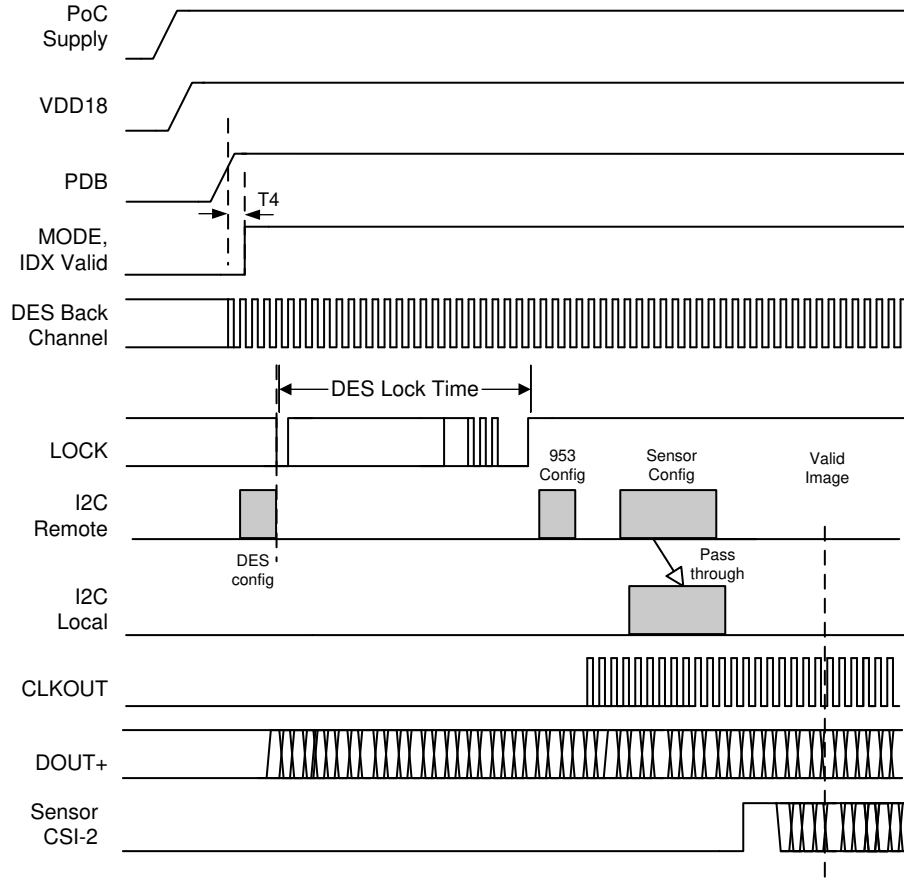 PoC
Supply
VDD18
PDB
T4
MODE,
IDX Valid
DES Back
Channel
DES Lock Time
LOCK
953
Config
Sensor
Config
Valid
Image
I2C
Remote
DES
config
Pass
through
I2C
Local
CLKOUT
DOUT+
Sensor
CSI-2